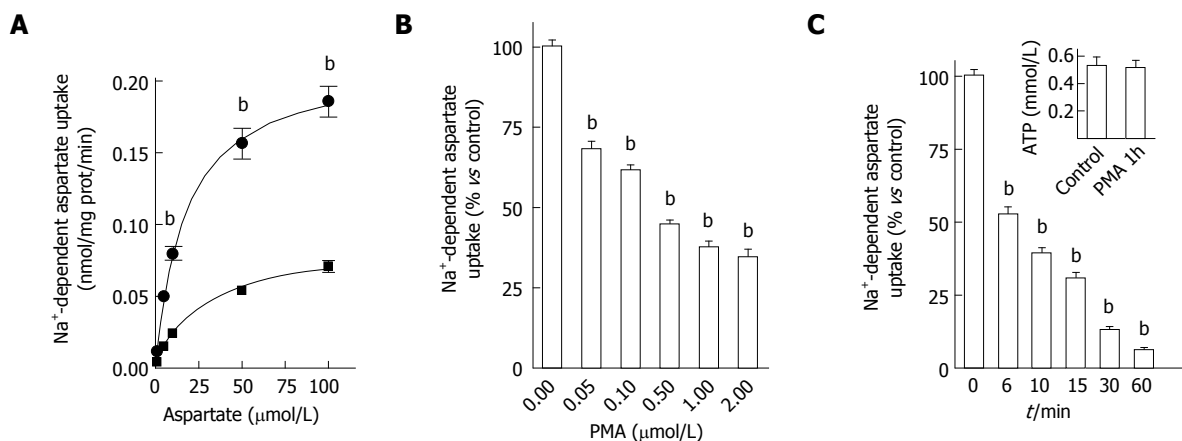 A
Na⁺-dependent aspartate uptake
(nmol/mg prot/min)
0.20
0.15
0.10
0.05
0.00
b
b
b
0
25
50
75
100
Aspartate (μmol/L)
B
Na⁺-dependent aspartate
uptake (% vs control)
100
75
50
25
0
b
b
b
b
b
0.00
0.05
0.10
0.50
1.00
2.00
PMA (μmol/L)
C
Na⁺-dependent aspartate
uptake (% vs control)
100
75
50
25
0
b
b
b
b
b
0
6
10
15
30
60
t/min
ATP (mmol/L)
0.6
0.4
0.2
Control
PMA 1h